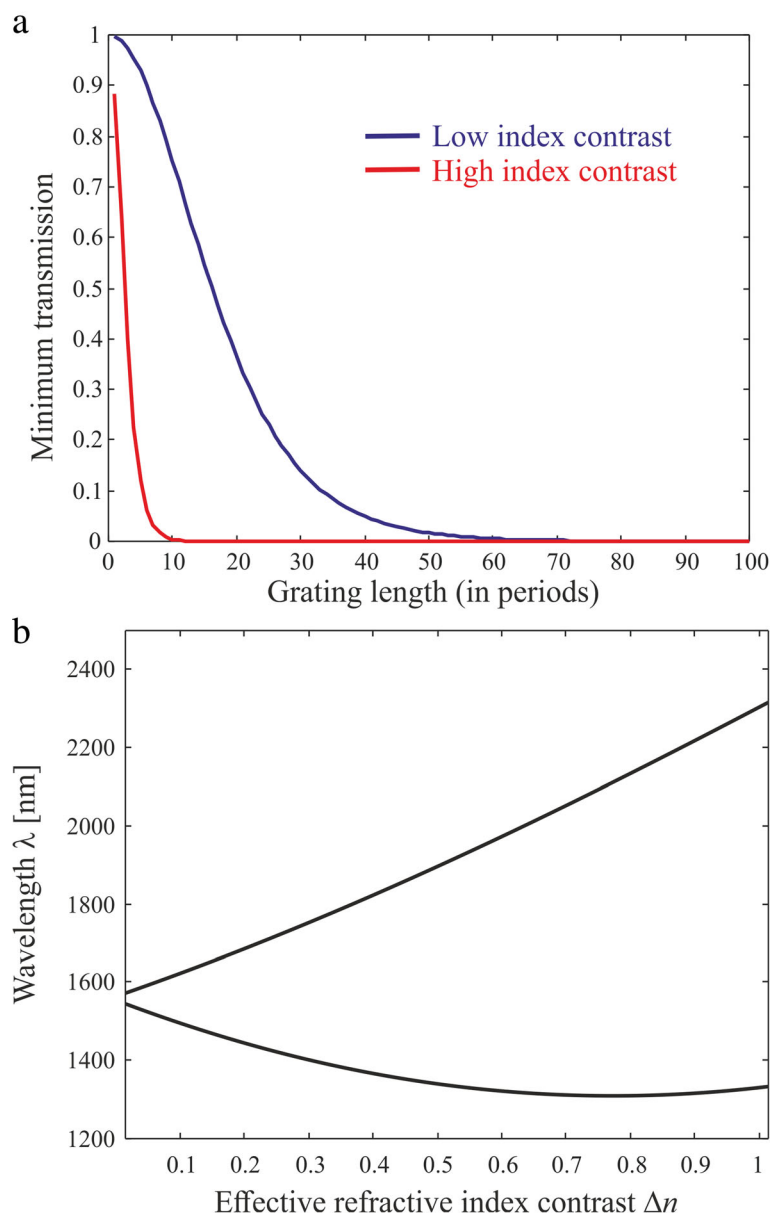 a
1
0.9
0.8
0.7
0.6
0.5
0.4
0.3
0.2
0.1
0
Minimum transmission
Low index contrast
High index contrast
0 10 20 30 40 50 60 70 80 90 100
Grating length (in periods)
b
2400
2200
2000
1800
1600
1400
1200
Wavelength λ [nm]
0.1 0.2 0.3 0.4 0.5 0.6 0.7 0.8 0.9 1
Effective refractive index contrast Δn